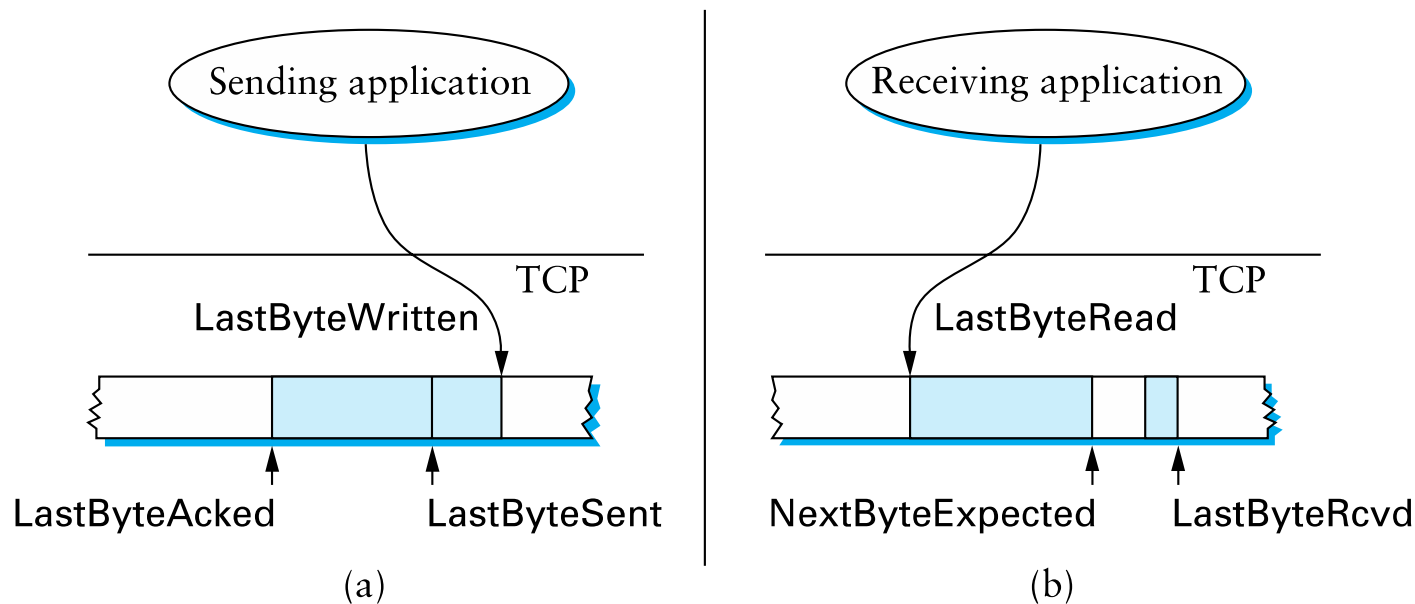 Sending application
TCP
LastByteWritten
LastByteAcked
LastByteSent
(a)
Receiving application
TCP
LastByteRead
NextByteExpected
LastByteRcvd
(b)